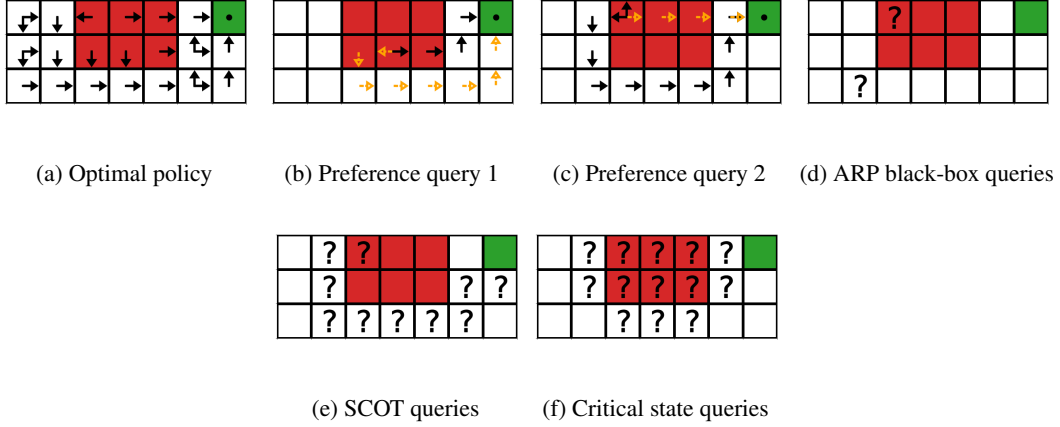 ?
?
(a) Optimal policy
(b) Preference query 1
(c) Preference query 2
(d) ARP black-box queries
? ?
? ? ?
? ? ? ? ?
(e) SCOT queries
? ? ? ? ?
? ? ? ? ?
? ? ?
(f) Critical state queries